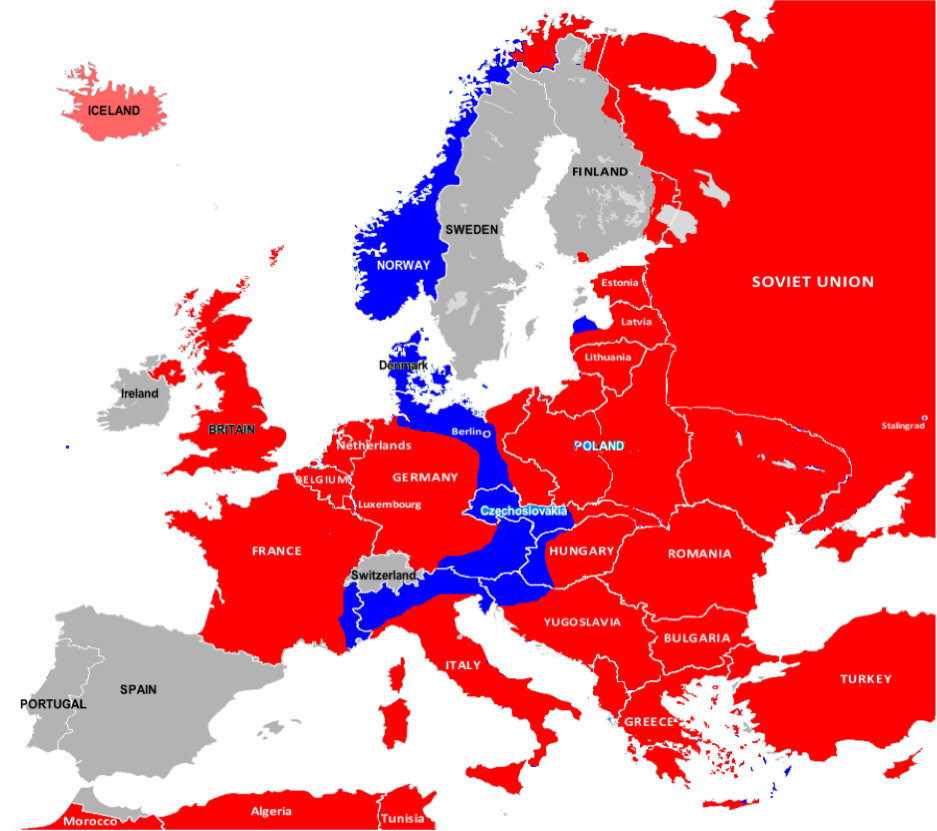 ICELAND
FINLAND
SWEDEN
NORWAY
SOVIET UNION
Estonia
Latvia
Lithuania
Denmark
Ireland
BRITAIN
Berlin
Stalingrad
Netherlands
POLAND
BELGIUM
GERMANY
Luxembourg
Czechoslovakia
FRANCE
HUNGARY
ROMANIA
Switzerland
YUGOSLAVIA
BULGARIA
ITALY
TURKEY
SPAIN
PORTUGAL
GREECE
Algeria
Morocco
Tunisia